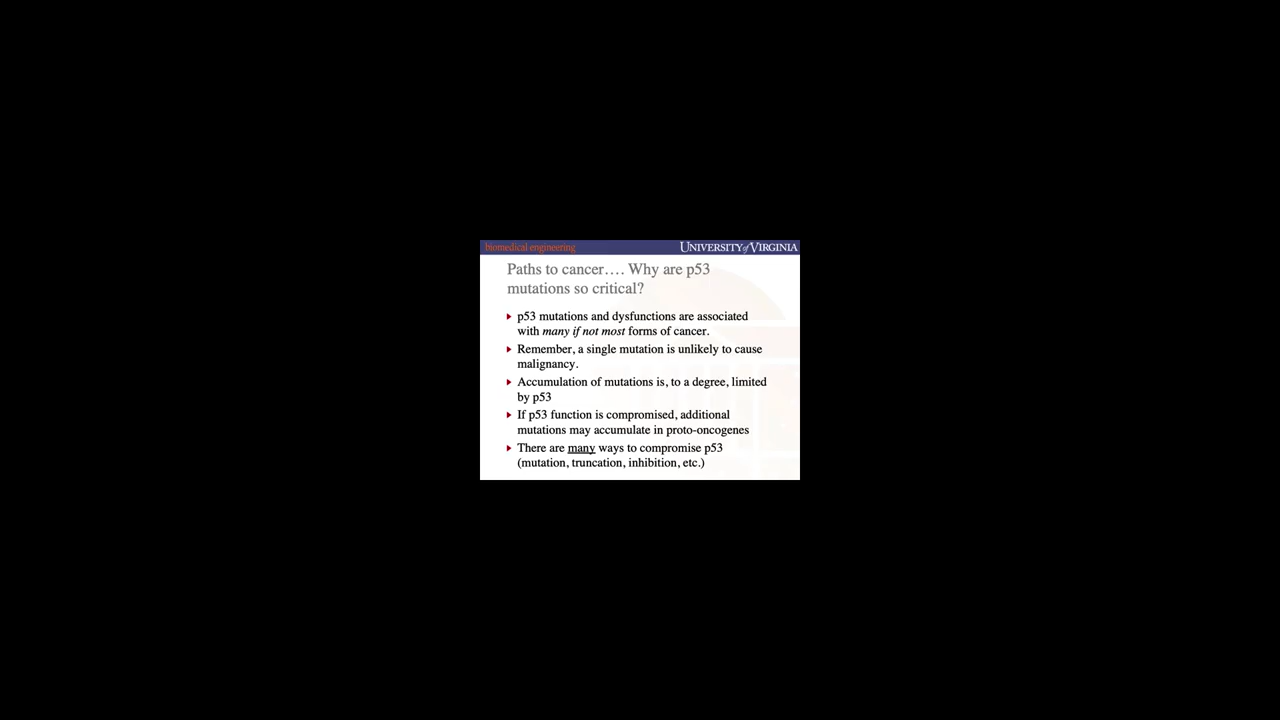 biomedical engineering
UNIVERSITY of VIRGINIA
Paths to cancer…. Why are p53
mutations so critical?
p53 mutations and dysfunctions are associated
with many if not most forms of cancer.
Remember, a single mutation is unlikely to cause
malignancy.
Accumulation of mutations is, to a degree, limited
by p53
If p53 function is compromised, additional
mutations may accumulate in proto-oncogenes
There are many ways to compromise p53
(mutation, truncation, inhibition, etc.)